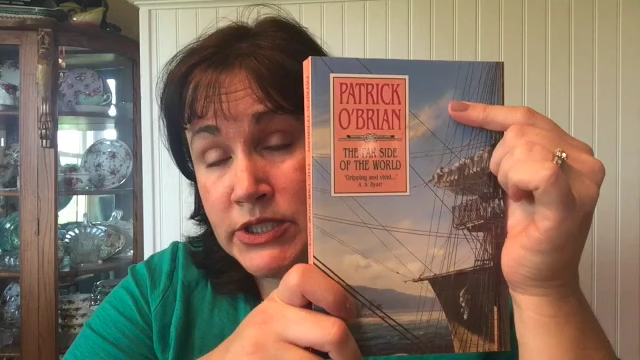 PATRICK
O'BRIAN
THE FAR SIDE
OF THE WORLD
'Gripping and vivid...'
A. S. Byatt